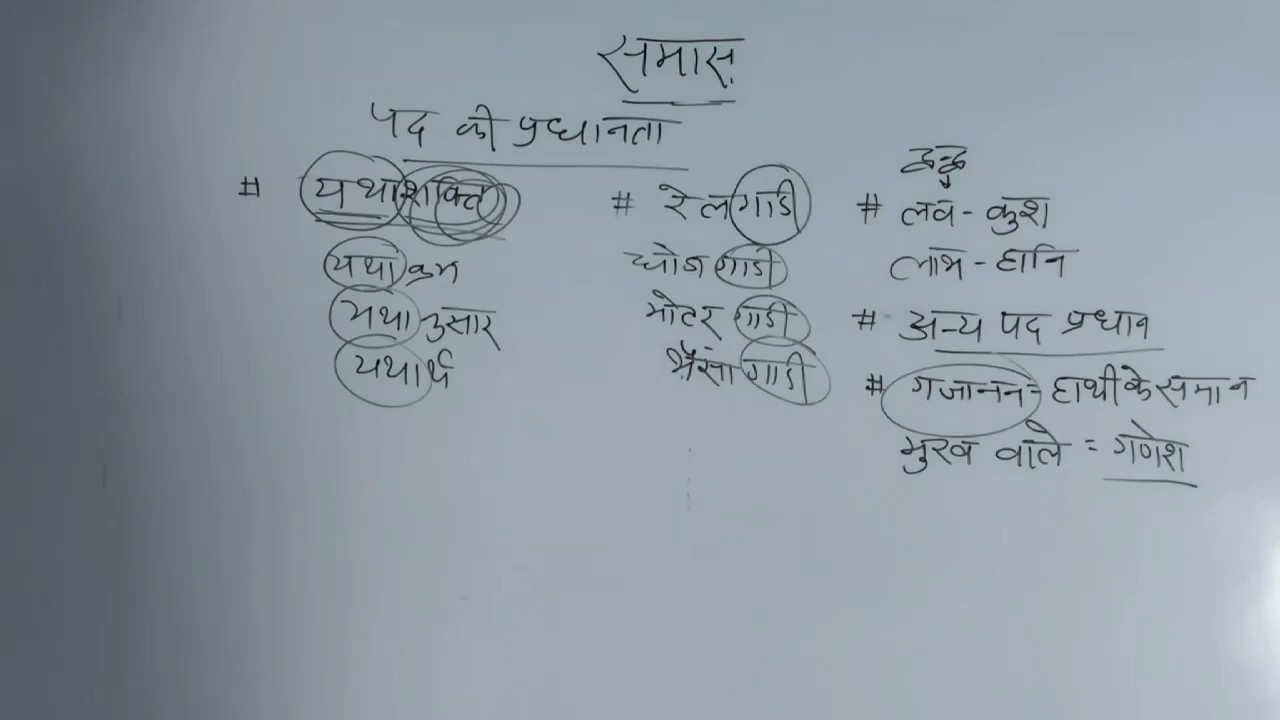 समास
पद की प्रधानता
# यथाशक्ति
यथाक्रम
यथानुसार
यथार्थ
# रेलगाडी
घोडागाडी
मोटर गाडी
भैंसा गाडी
द्वन्द्व
# लव - कुश
लाभ - हानि
# अन्य पद प्रधान
# गजानन = हाथी के समान
मुख वाले = गणेश